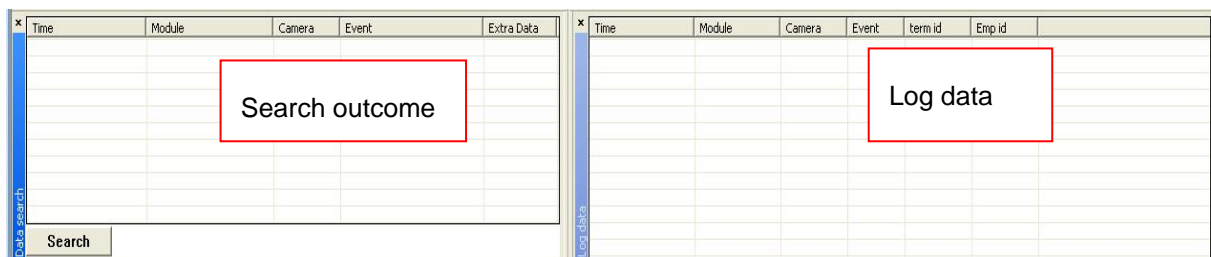 × Time Module Camera Event Extra Data
Search outcome
Data search
Search
× Time Module Camera Event term id Emp id
Log data
Log data